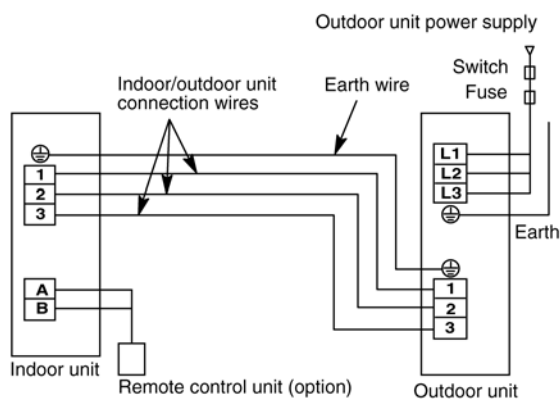 Outdoor unit power supply
Switch
Fuse
Indoor/outdoor unit
connection wires
Earth wire
1
2
3
A
B
L1
L2
L3
Earth
1
2
3
Indoor unit
Remote control unit (option)
Outdoor unit